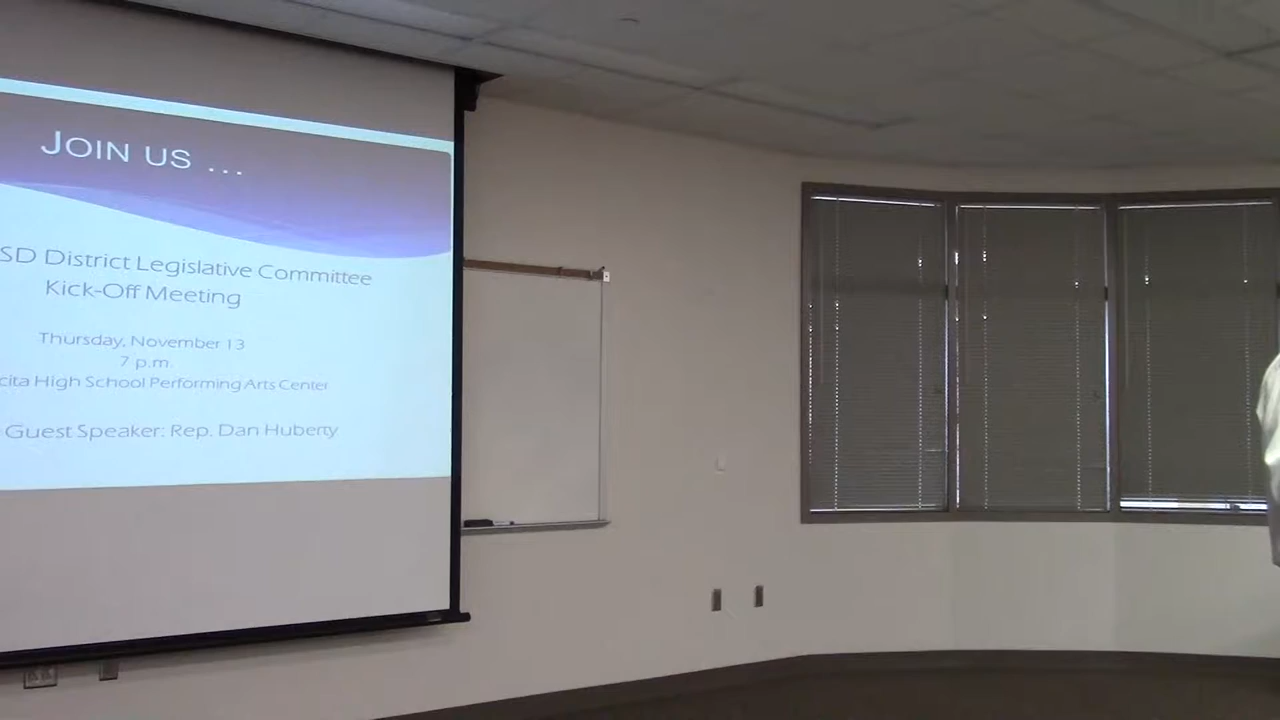 JOIN US ...
SD District Legislative Committee
Kick-Off Meeting
Thursday, November 13
7 p.m.
cita High School Performing Arts Center
Guest Speaker: Rep. Dan Huberty